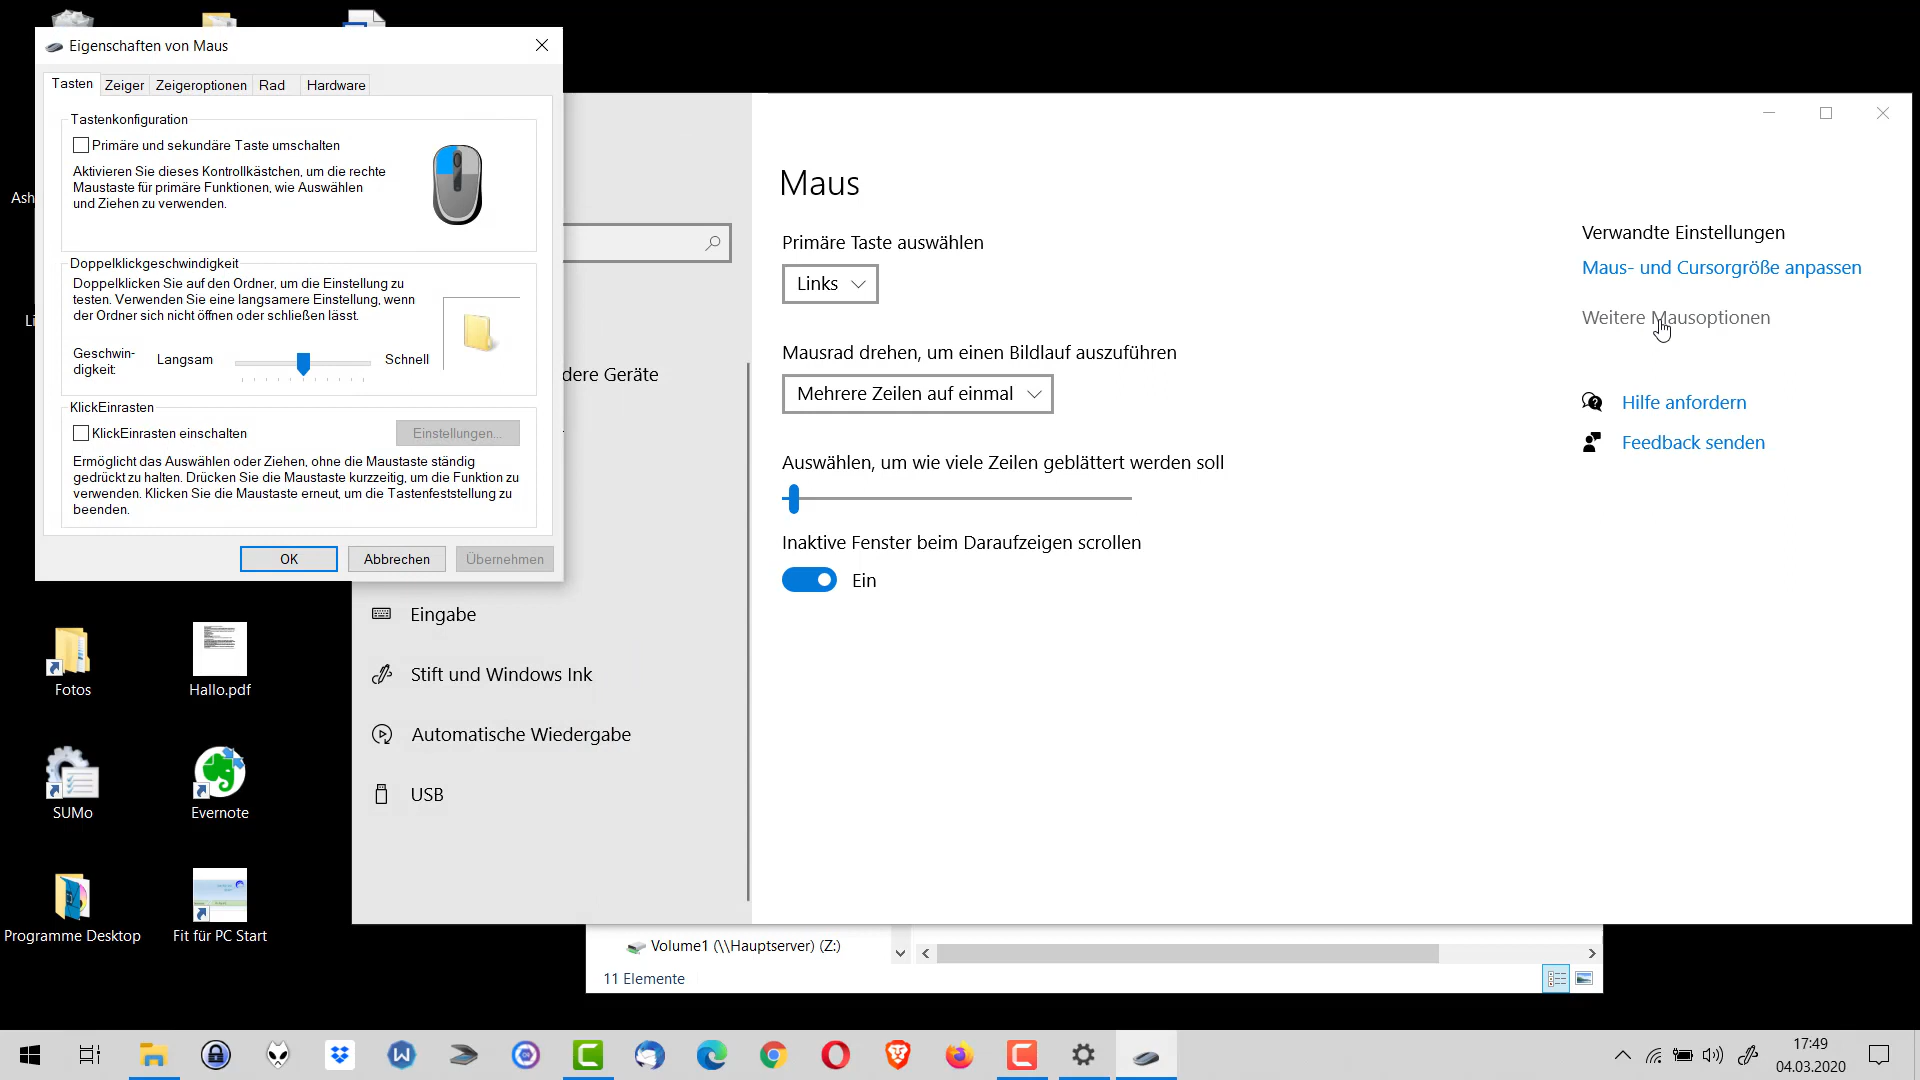 Eigenschaften von Maus
Tasten
Zeiger
Zeigeroptionen
Rad
Hardware
Tastenkonfiguration
Primäre und sekundäre Taste umschalten
Aktivieren Sie dieses Kontrollkästchen, um die rechte
Maustaste für primäre Funktionen, wie Auswählen
und Ziehen zu verwenden.
Doppelklickgeschwindigkeit
Doppelklicken Sie auf den Ordner, um die Einstellung zu
testen. Verwenden Sie eine langsamere Einstellung, wenn
der Ordner sich nicht öffnen oder schließen lässt.
Geschwin-
digkeit:
Langsam
Schnell
KlickEinrasten
KlickEinrasten einschalten
Einstellungen...
Ermöglicht das Auswählen oder Ziehen, ohne die Maustaste ständig
gedrückt zu halten. Drücken Sie die Maustaste kurzzeitig, um die Funktion zu
verwenden. Klicken Sie die Maustaste erneut, um die Tastenfeststellung zu
beenden.
OK
Abbrechen
Übernehmen
Ash
Li
dere Geräte
Eingabe
Stift und Windows Ink
Automatische Wiedergabe
USB
Maus
Primäre Taste auswählen
Links
Mausrad drehen, um einen Bildlauf auszuführen
Mehrere Zeilen auf einmal
Auswählen, um wie viele Zeilen geblättert werden soll
Inaktive Fenster beim Daraufzeigen scrollen
Ein
Verwandte Einstellungen
Maus- und Cursorgröße anpassen
Weitere Mausoptionen
Hilfe anfordern
Feedback senden
Fotos
Hallo.pdf
SUMo
Evernote
Programme Desktop
Fit für PC Start
Volume1 (\\Hauptserver) (Z:)
11 Elemente
17:49
04.03.2020